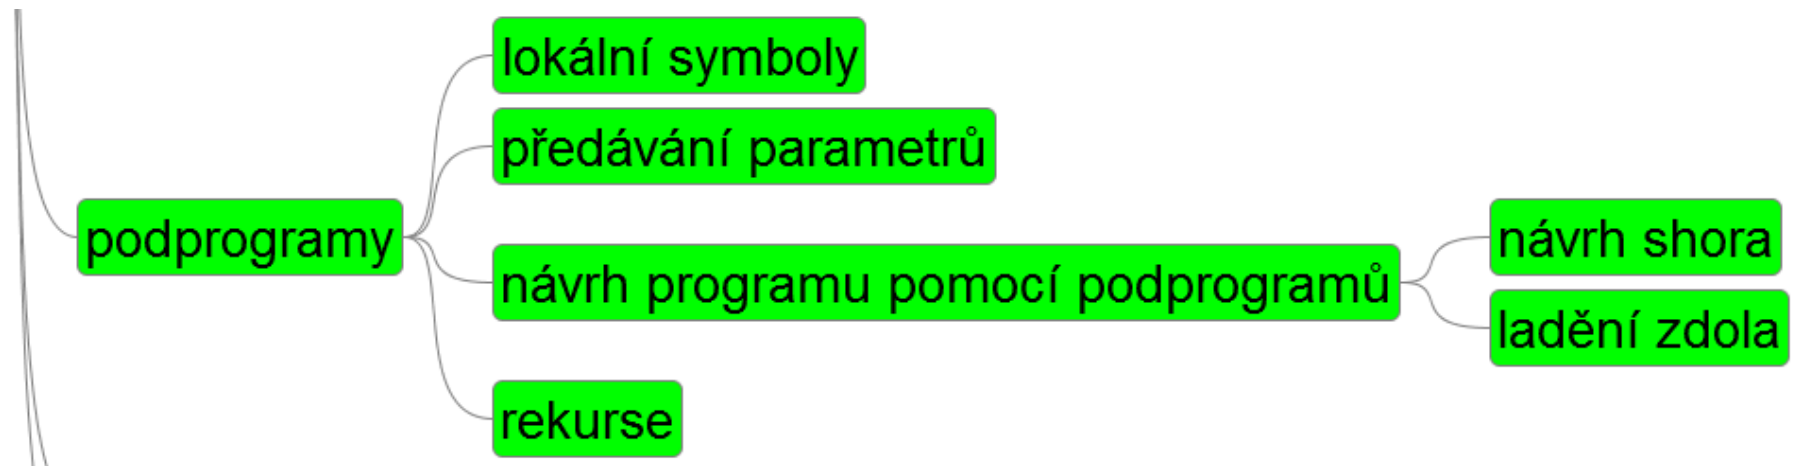 lokální symboly
předávání parametrů
podprogramy
návrh programu pomocí podprogramů
návrh shora
ladění zdola
rekurse